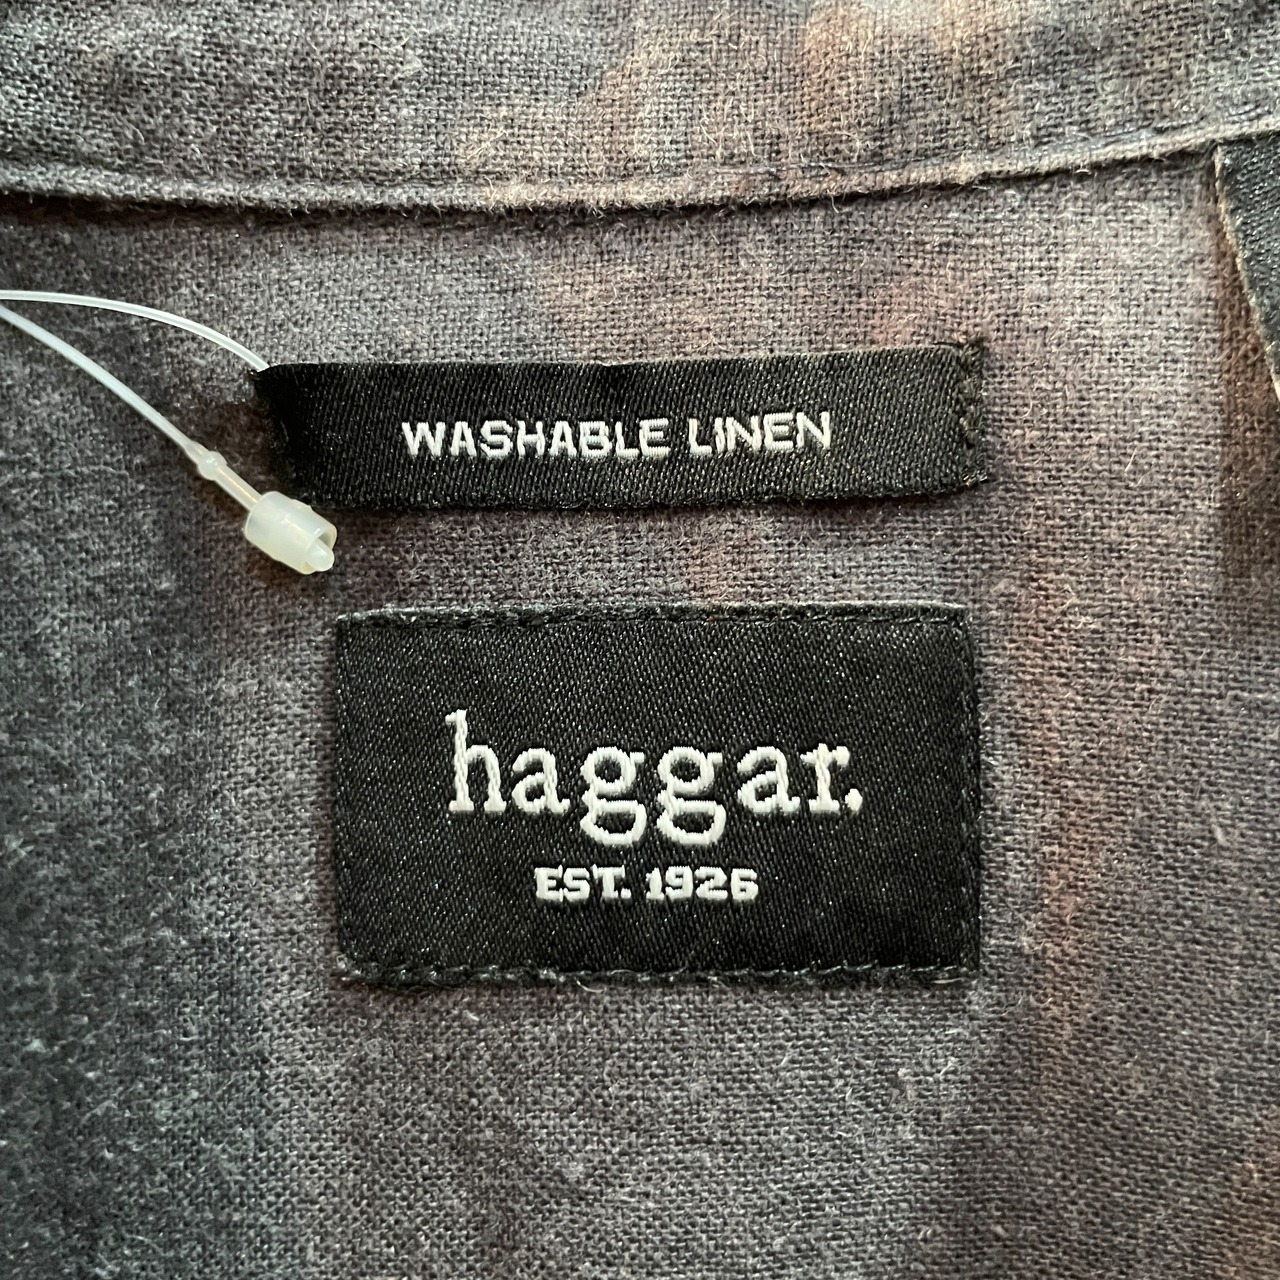 WASHABLE LINEN
haggar.
EST. 1926